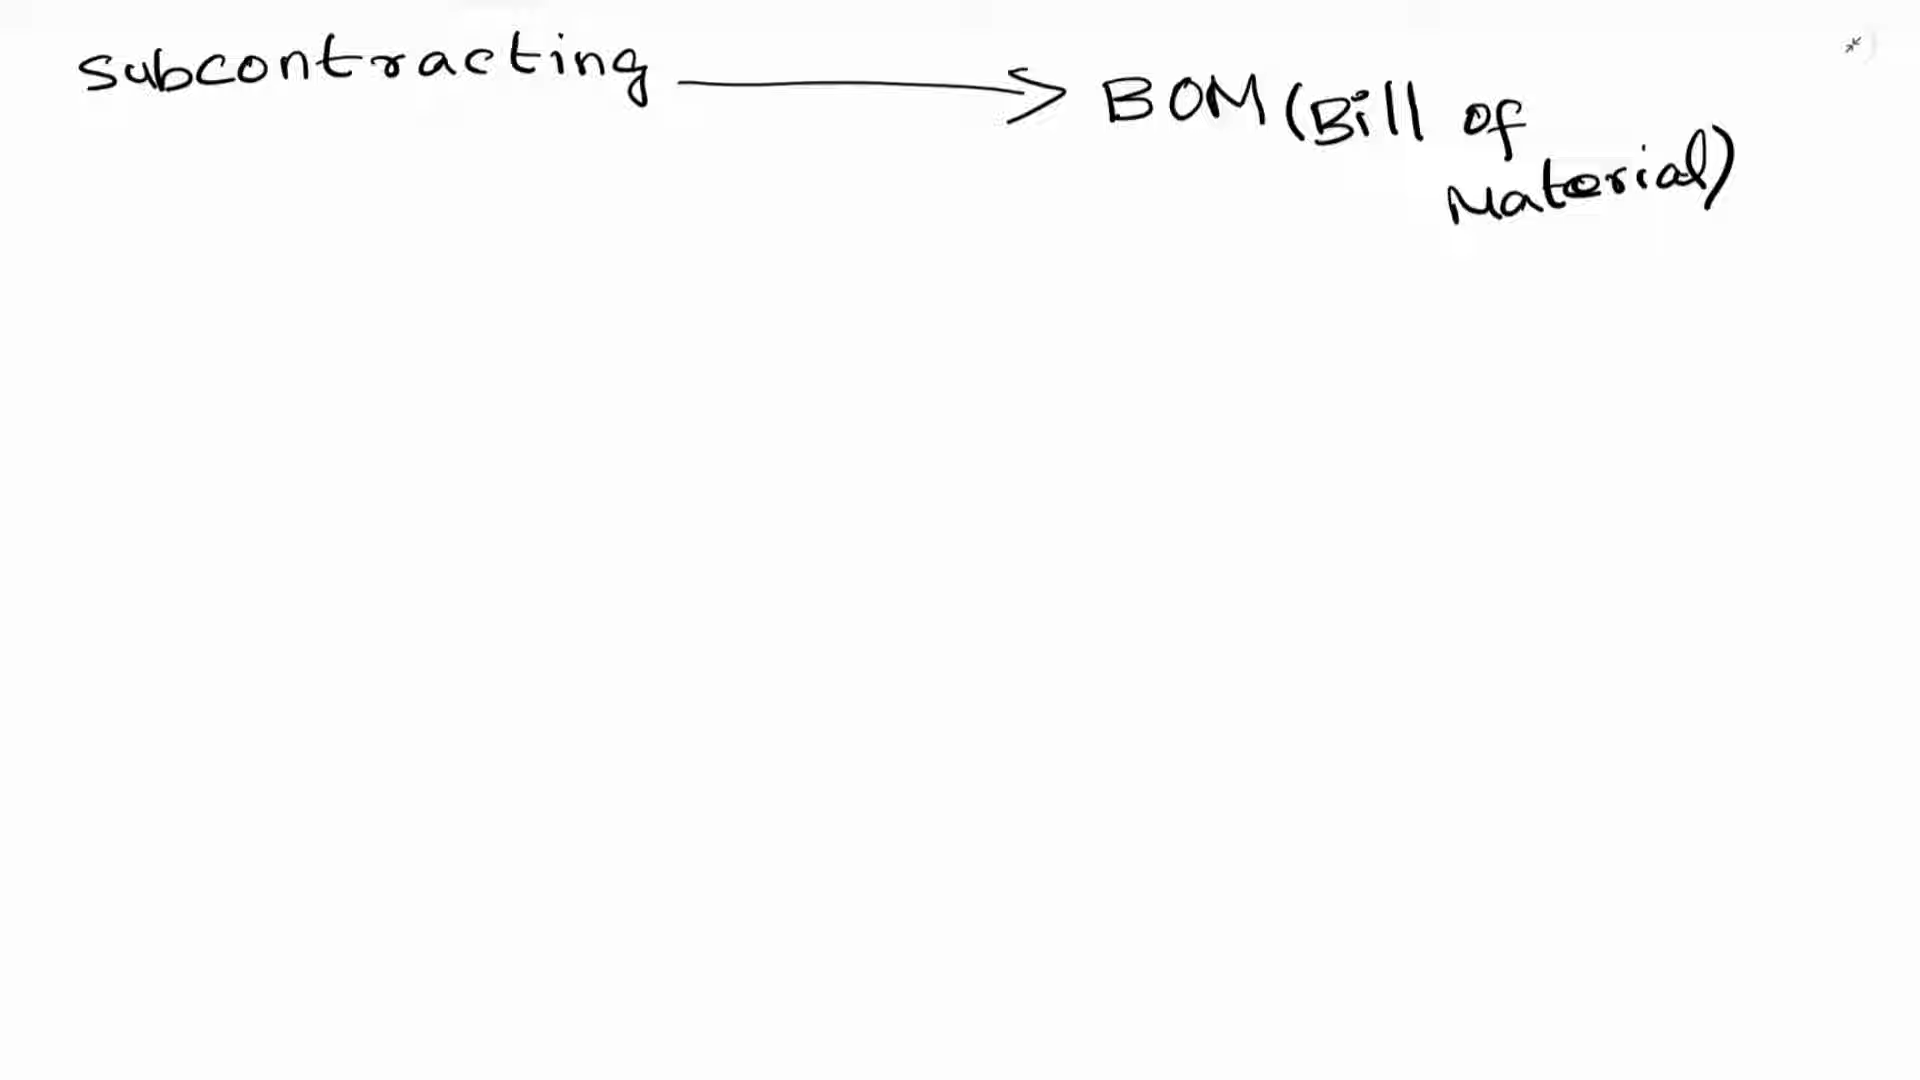 subcontracting → BOM (Bill of
Material)